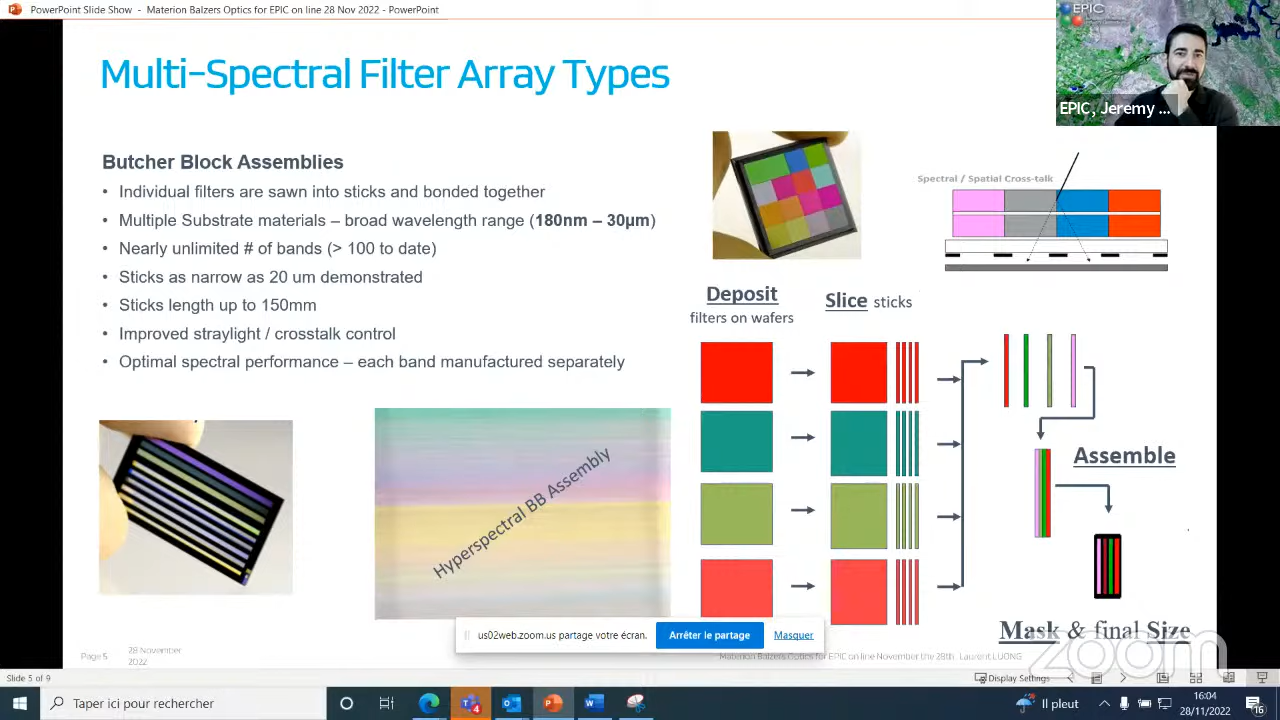 PowerPoint Slide Show - Materion Balzers Optics for EPIC on line 28 Nov 2022 - PowerPoint
EPIC
EPIC, Jeremy ...
Multi-Spectral Filter Array Types
Butcher Block Assemblies
• Individual filters are sawn into sticks and bonded together
• Multiple Substrate materials – broad wavelength range (180nm – 30µm)
• Nearly unlimited # of bands (> 100 to date)
• Sticks as narrow as 20 um demonstrated
• Sticks length up to 150mm
• Improved straylight / crosstalk control
• Optimal spectral performance – each band manufactured separately
Spectral / Spatial Cross-talk
Deposit
filters on wafers
Slice sticks
Assemble
Mask & final Size
Hyperspectral BB Assembly
us02web.zoom.us partage votre écran.
Arrêter le partage
Masquer
Page 5
28 November
2022
Materion Balzers Optics for EPIC on line November the 28th Laurent LUONG
zoom
Slide 5 of 9
Display Settings
Taper ici pour rechercher
4
Il pleut
16:04
28/11/2022
16